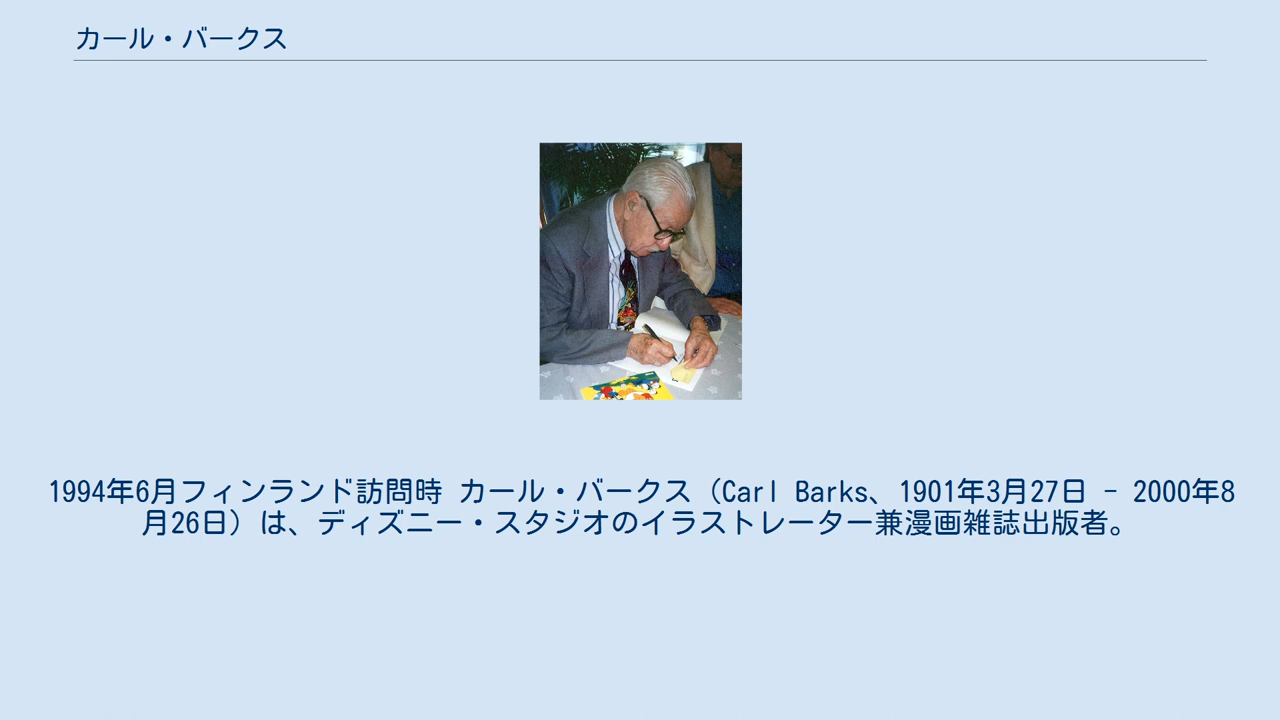 カール・バークス
1994年6月フィンランド訪問時 カール・バークス（Carl Barks、1901年3月27日 - 2000年8
月26日）は、ディズニー・スタジオのイラストレーター兼漫画雑誌出版者。